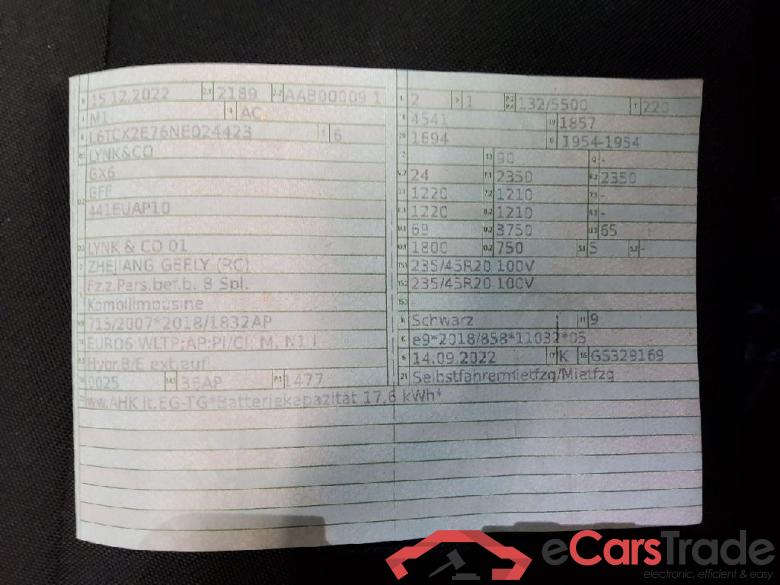 15.12.2022 2189 AAB00009 1
M1 AC
L6TCX2E76NE024423 6
LYNK&CO
GX6
GFF
441EUAP10
LYNK & CO 01
ZHEJIANG GEELY (RC)
Fz.z.Pers.bef.b. 8 Spl.
Kombilimousine
715/2007*2018/1832AP
EURO6 WLTP;AP;PI/CI; M, N1 I
Hybr.B/E ext.auf
0025 36AP 1477
2 1 132/5500 220
4541 1857
1694 1954-1954
90 -
24 2350 2350
1220 1210 -
1220 1210 -
69 3750 65
1800 750 5 -
235/45R20 100V
235/45R20 100V
-
Schwarz 9
e9*2018/858*11032*05
14.09.2022 K GS329169
Selbstfahrermietfzg/Mietfzg
ww.AHK lt.EG-TG*Batteriekapazität 17,6 kWh*
eCarsTrade
electronic, efficient & easy